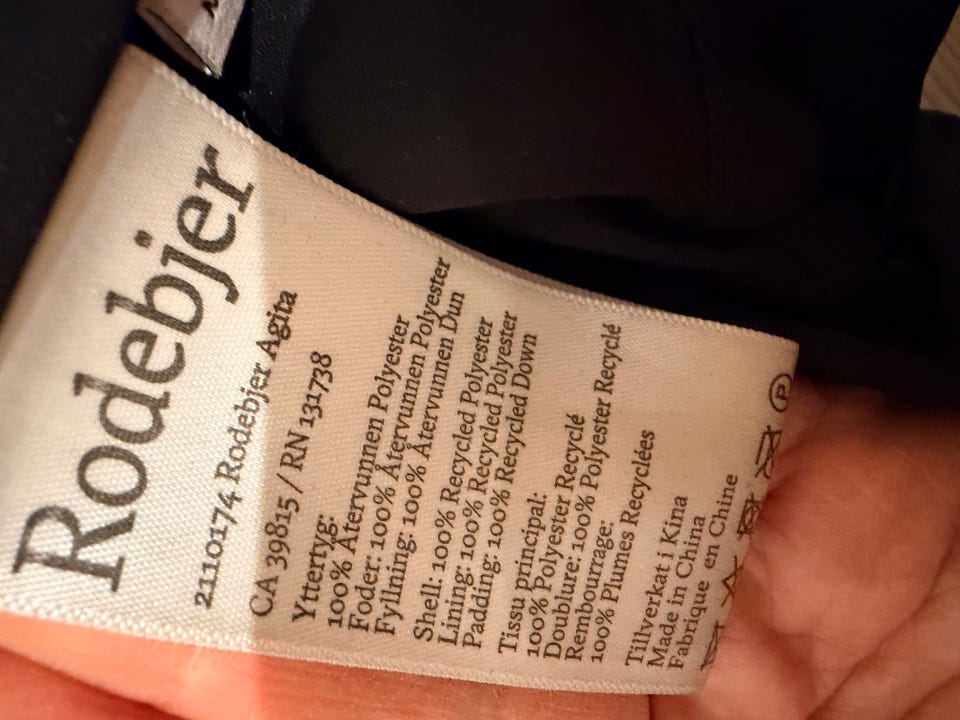 Rodebjer
21110174 Rodebjer Agita
CA 39815 / RN 131738
Yttertyg:
100% Återvunnen Polyester
Foder: 100% Återvunnen Polyester
Fyllning: 100% Återvunnen Dun
Shell: 100% Recycled Polyester
Lining: 100% Recycled Polyester
Padding: 100% Recycled Down
Tissu principal:
100% Polyester Recyclé
Doublure: 100% Polyester Recyclé
Rembourrage:
100% Plumes Recyclées
Tillverkat i Kina
Made in China
Fabrique en Chine
P